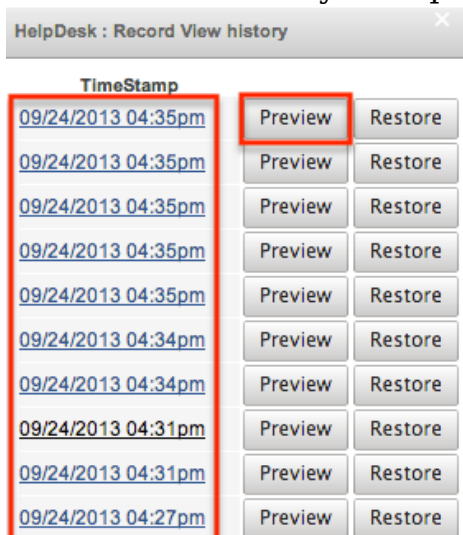 HelpDesk : Record View history
TimeStamp
09/24/2013 04:35pm Preview Restore
09/24/2013 04:35pm Preview Restore
09/24/2013 04:35pm Preview Restore
09/24/2013 04:35pm Preview Restore
09/24/2013 04:35pm Preview Restore
09/24/2013 04:34pm Preview Restore
09/24/2013 04:34pm Preview Restore
09/24/2013 04:31pm Preview Restore
09/24/2013 04:31pm Preview Restore
09/24/2013 04:27pm Preview Restore